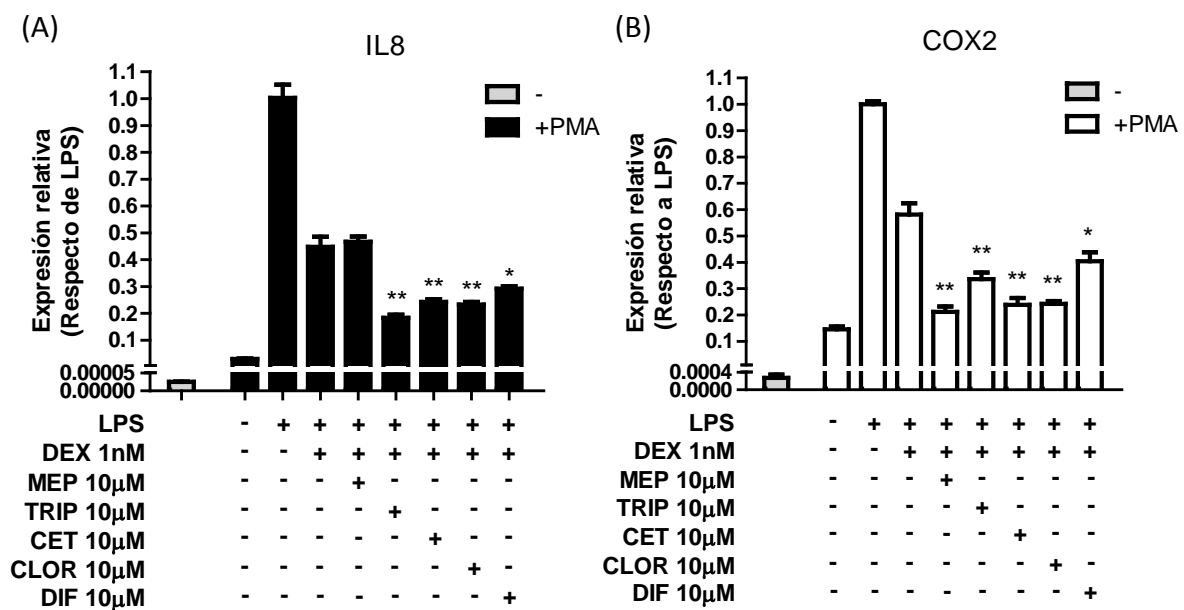 (A)
IL8
Expresión relativa
(Respecto de LPS)
1.1
1.0
0.9
0.8
0.7
0.6
0.5
0.4
0.3
0.2
0.1
0.00005
0.00000
-
+PMA
** ** ** *
LPS - + + + + + + +
DEX 1nM - - + + + + + +
MEP 10µM - - - + - - - -
TRIP 10µM - - - - + - - -
CET 10µM - - - - - + - -
CLOR 10µM - - - - - - + -
DIF 10µM - - - - - - - +
(B)
COX2
Expresión relativa
(Respecto a LPS)
1.1
1.0
0.9
0.8
0.7
0.6
0.5
0.4
0.3
0.2
0.1
0.0004
0.0000
-
+PMA
** ** ** ** *
LPS - + + + + + + +
DEX 1nM - - + + + + + +
MEP 10µM - - - + - - - -
TRIP 10µM - - - - + - - -
CET 10µM - - - - - + - -
CLOR 10µM - - - - - - + -
DIF 10µM - - - - - - - +